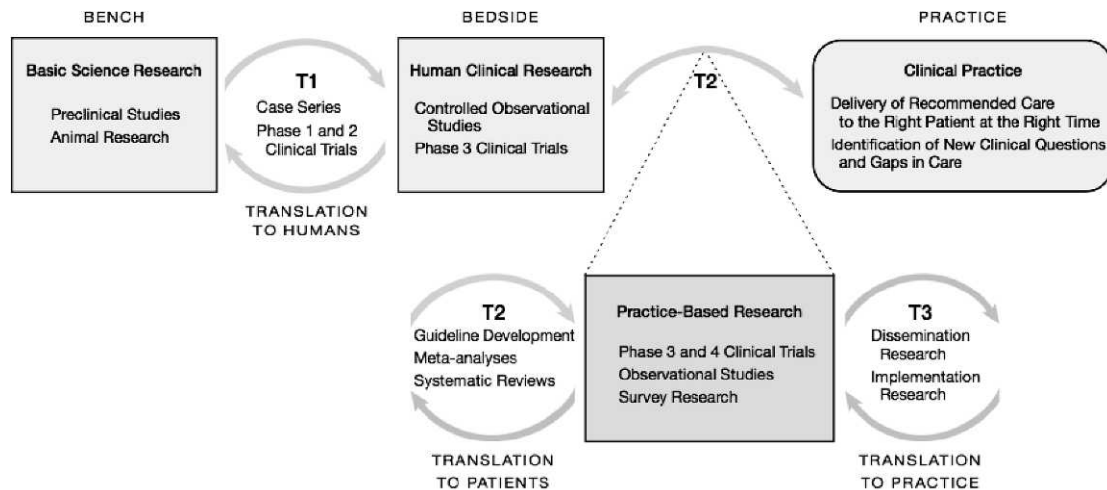 BENCH
BEDSIDE
PRACTICE
Basic Science Research
Preclinical Studies
Animal Research
T1
Case Series
Phase 1 and 2
Clinical Trials
TRANSLATION
TO HUMANS
Human Clinical Research
Controlled Observational
Studies
Phase 3 Clinical Trials
T2
Clinical Practice
Delivery of Recommended Care
to the Right Patient at the Right Time
Identification of New Clinical Questions
and Gaps in Care
T2
Guideline Development
Meta-analyses
Systematic Reviews
TRANSLATION
TO PATIENTS
Practice-Based Research
Phase 3 and 4 Clinical Trials
Observational Studies
Survey Research
T3
Dissemination
Research
Implementation
Research
TRANSLATION
TO PRACTICE